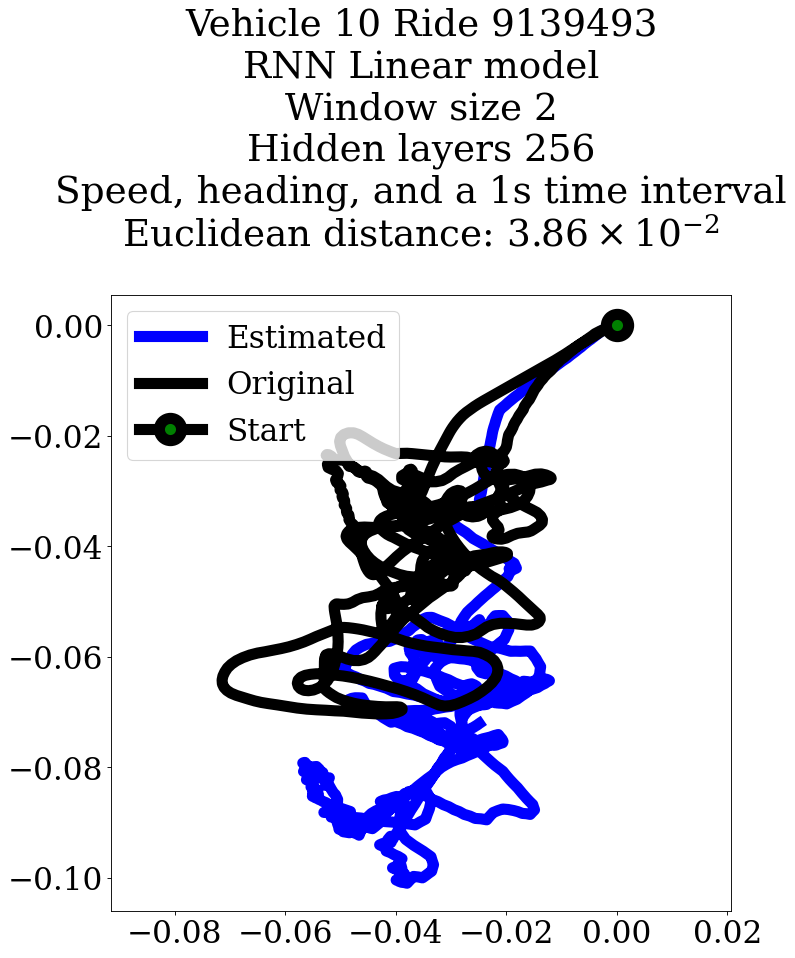 Vehicle 10 Ride 9139493
RNN Linear model
Window size 2
Hidden layers 256
Speed, heading, and a 1s time interval
Euclidean distance: 3.86 × 10⁻²
Estimated
Original
Start
0.00
−0.02
−0.04
−0.06
−0.08
−0.10
−0.08 −0.06 −0.04 −0.02 0.00 0.02